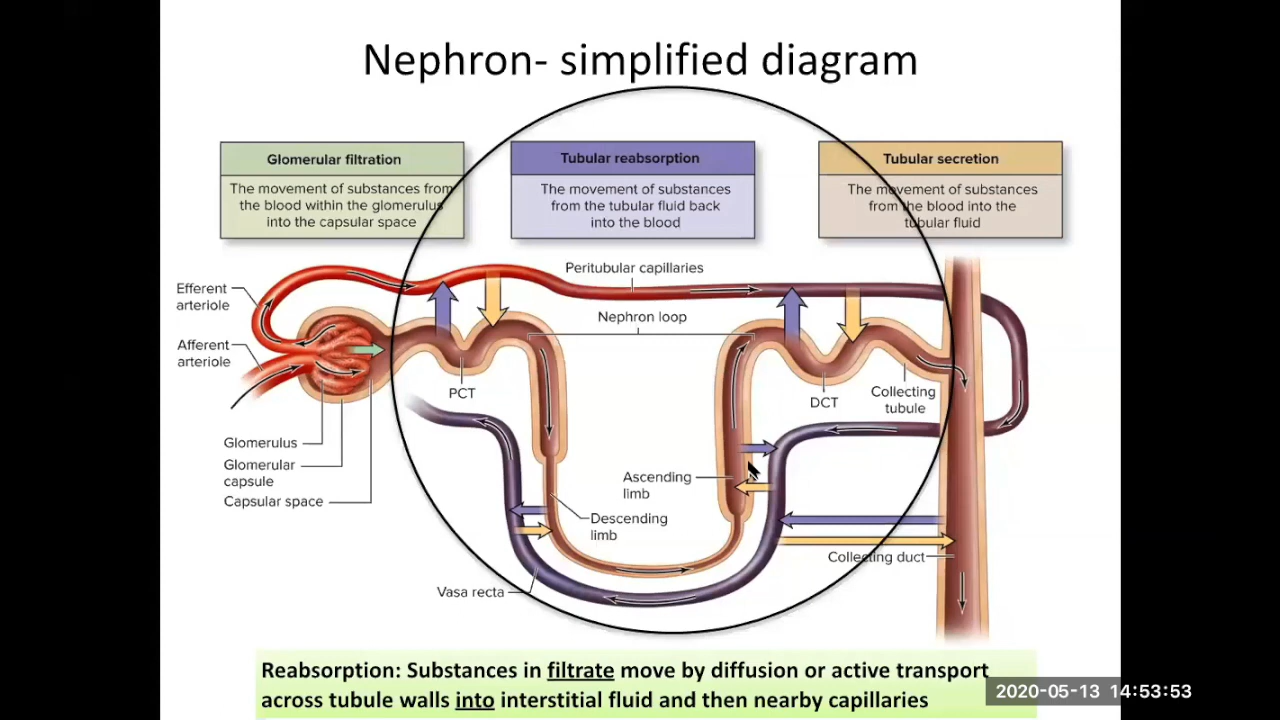 Nephron- simplified diagram
Glomerular filtration
The movement of substances from
the blood within the glomerulus
into the capsular space
Tubular reabsorption
The movement of substances
from the tubular fluid back
into the blood
Tubular secretion
The movement of substances
from the blood into the
tubular fluid
Peritubular capillaries
Efferent
arteriole
Nephron loop
Afferent
arteriole
PCT
DCT
Collecting
tubule
Glomerulus
Glomerular
capsule
Capsular space
Ascending
limb
Descending
limb
Collecting duct
Vasa recta
Reabsorption: Substances in filtrate move by diffusion or active transport
across tubule walls into interstitial fluid and then nearby capillaries
2020-05-13 14:53:53